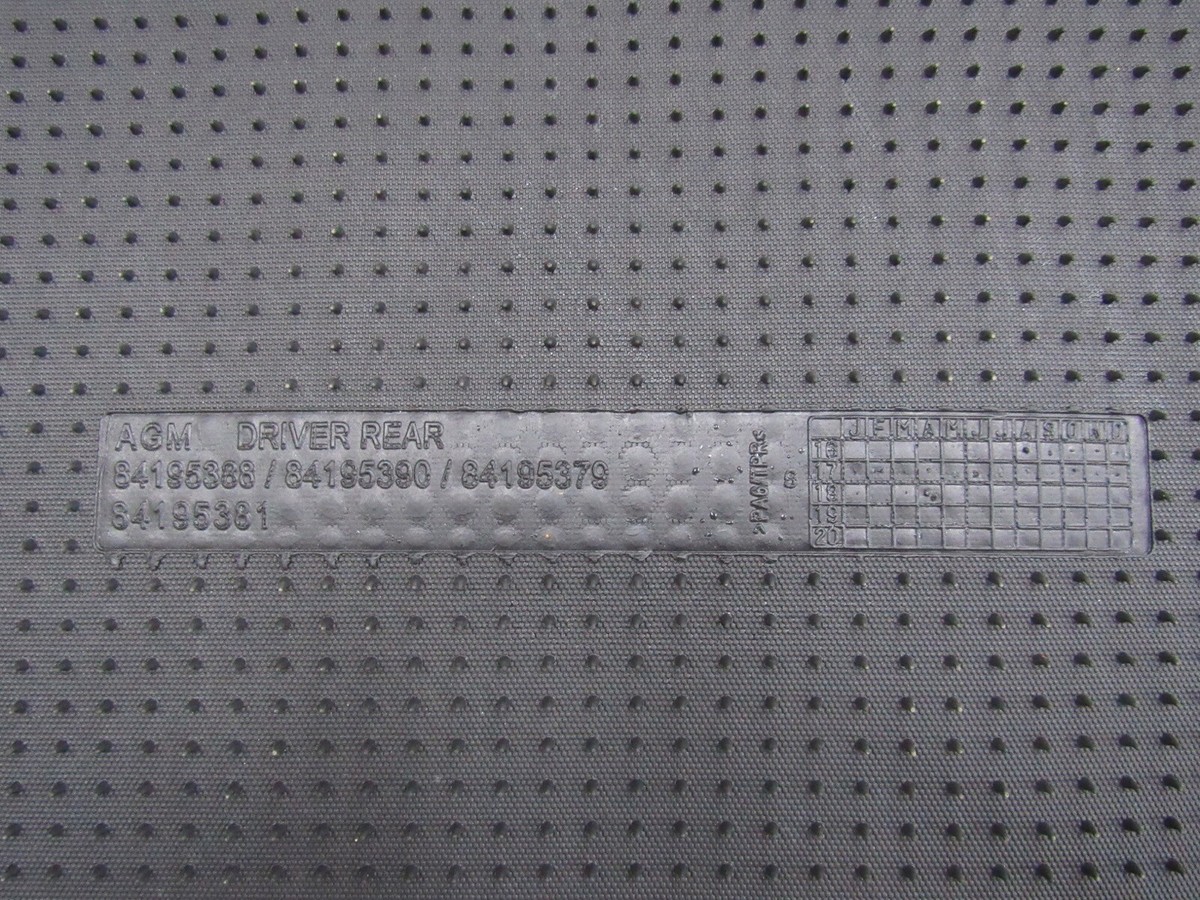 AGM DRIVER REAR
84195388 / 84195390 / 84195379
84195381
>PA6/TPR<
J F M A M J J A S O N D
16
17
18
19
20